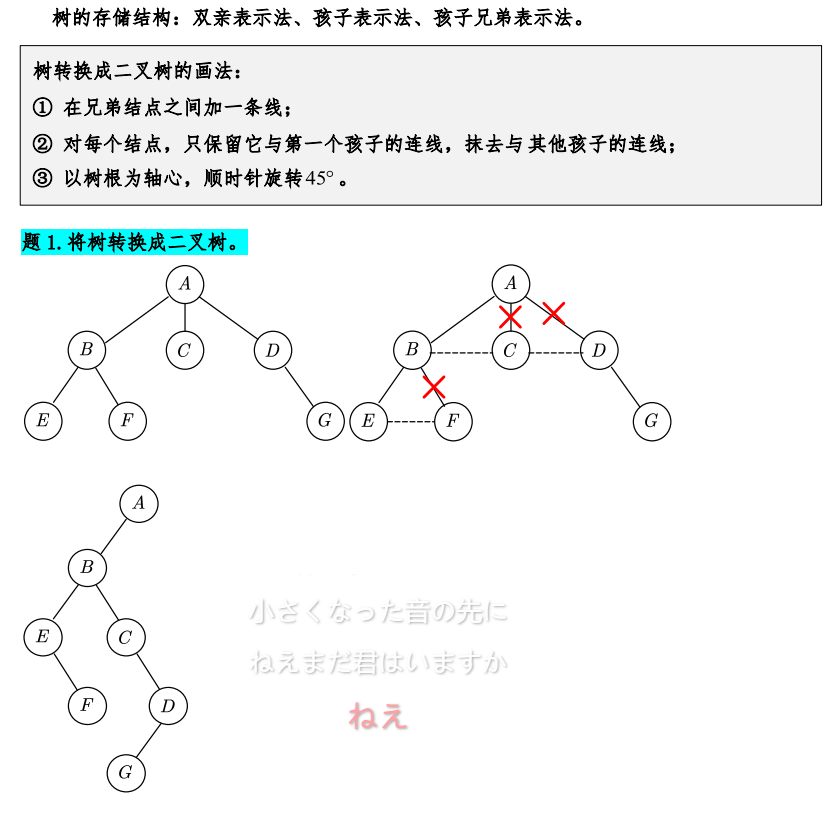 树的存储结构：双亲表示法、孩子表示法、孩子兄弟表示法。
树转换成二叉树的画法：
① 在兄弟结点之间加一条线；
② 对每个结点，只保留它与第一个孩子的连线，抹去与其他孩子的连线；
③ 以树根为轴心，顺时针旋转45°。
题 1. 将树转换成二叉树。
A
B C D
E F G
A
B C D
E F G
A
B
E C
F D
G
小さくなった音の先に
ねえまだ君はいますか
ねえ